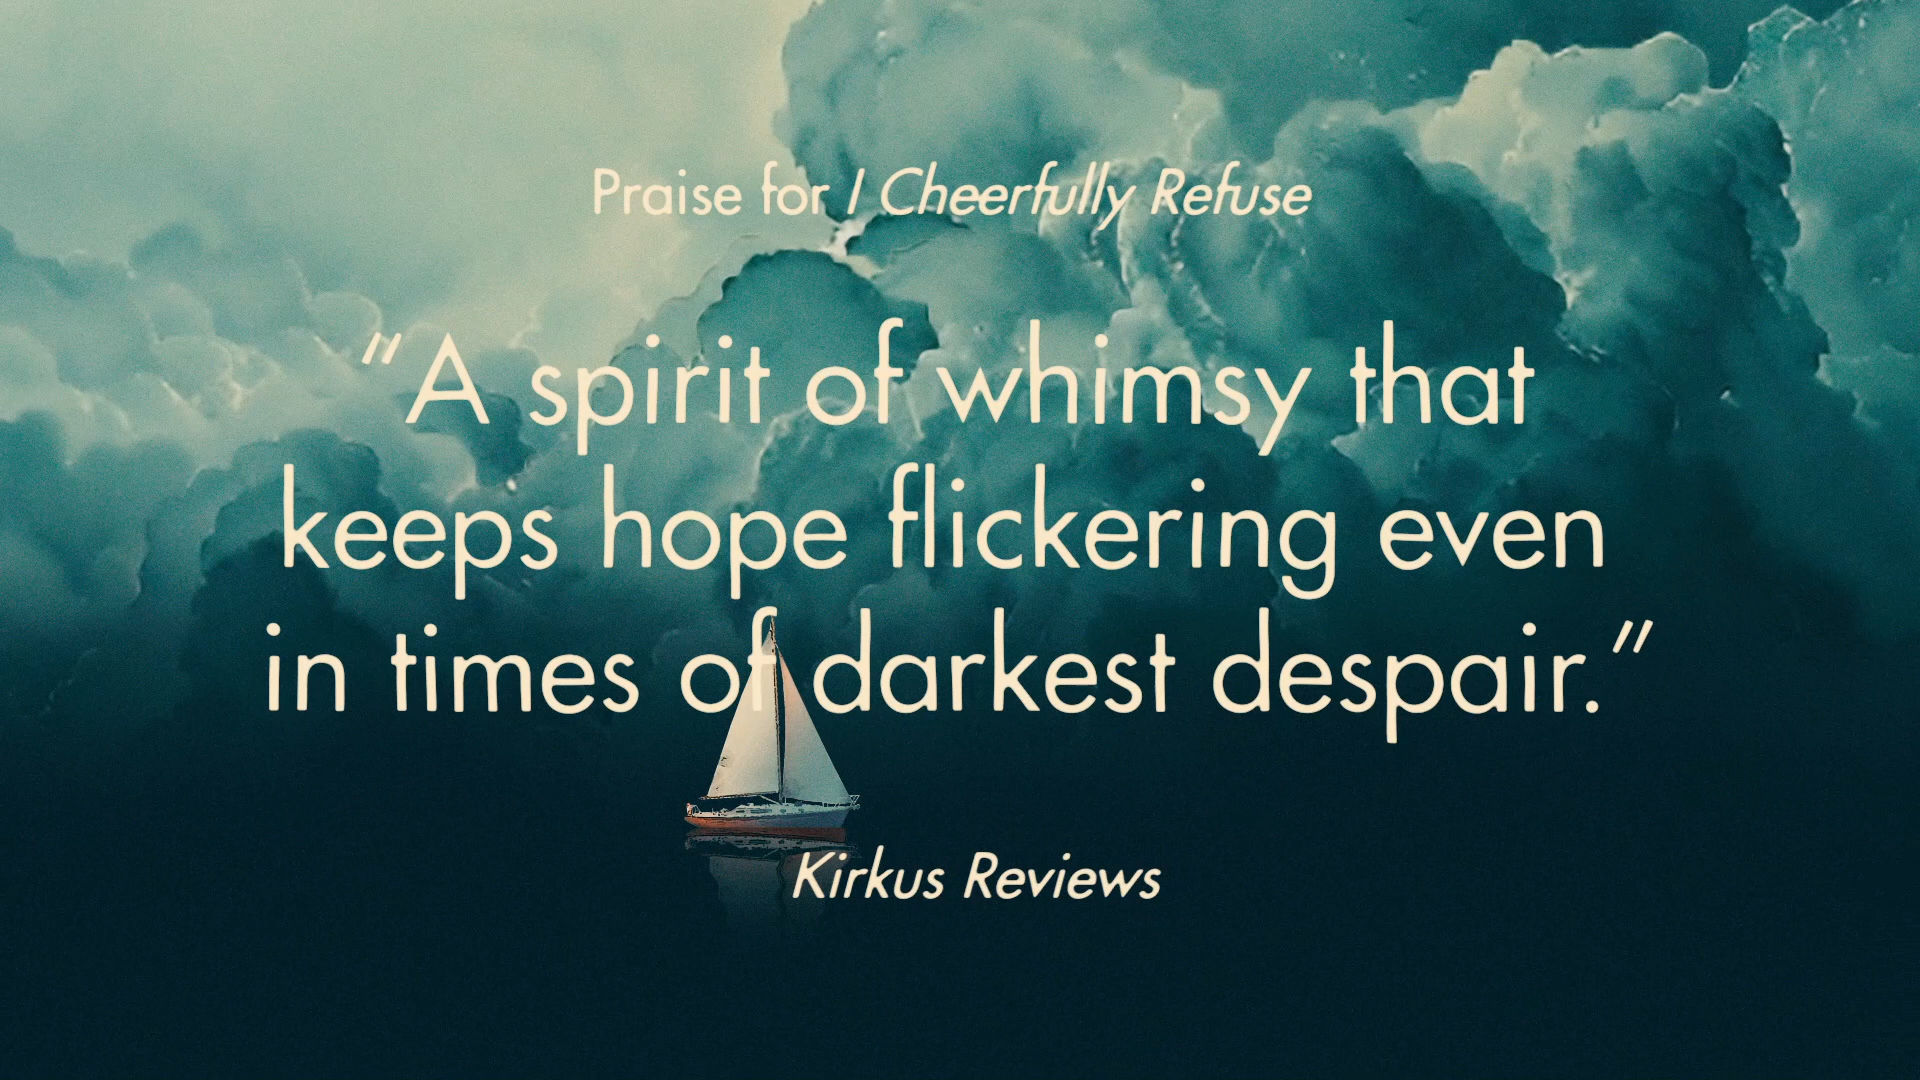 Praise for I Cheerfully Refuse
“A spirit of whimsy that
keeps hope flickering even
in times of darkest despair.”
Kirkus Reviews